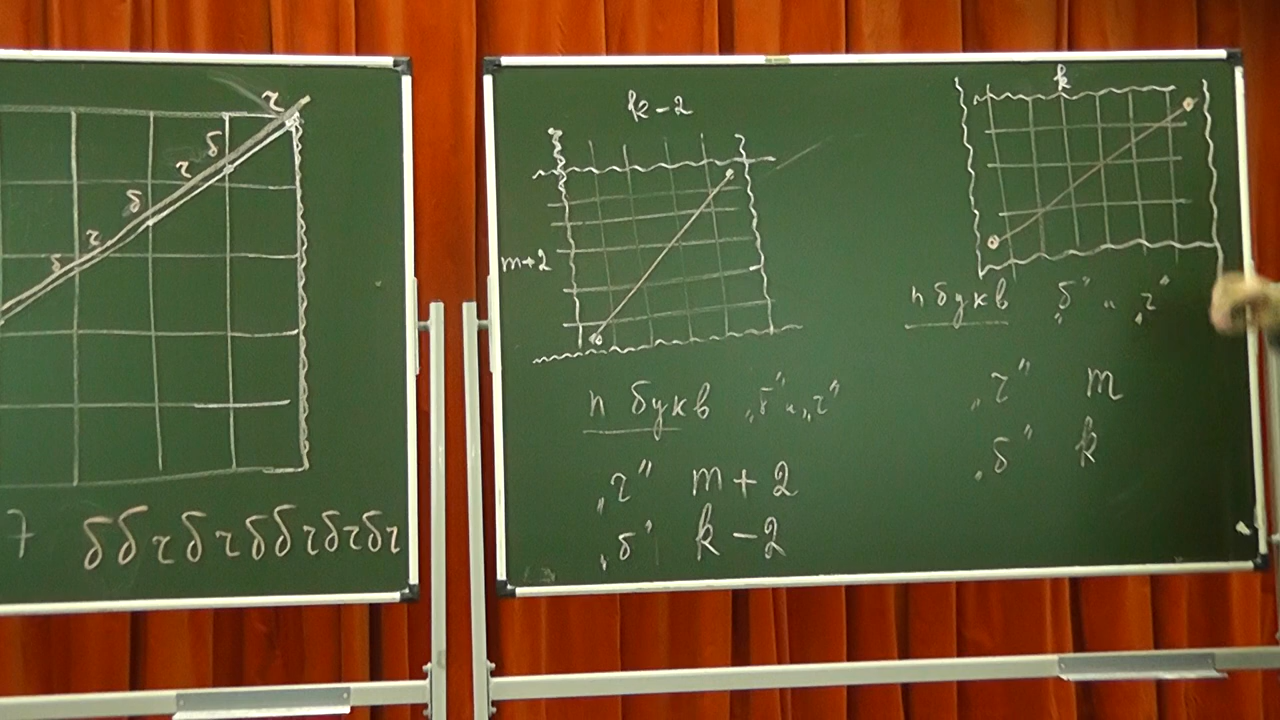 г
б
г
б
г
б
7 ббгбгббгбгбг
k-2
m+2
n букв „б" и „г"
„г" m+2
„б" k-2
k
n букв „б" и „г"
„г" m
„б" k